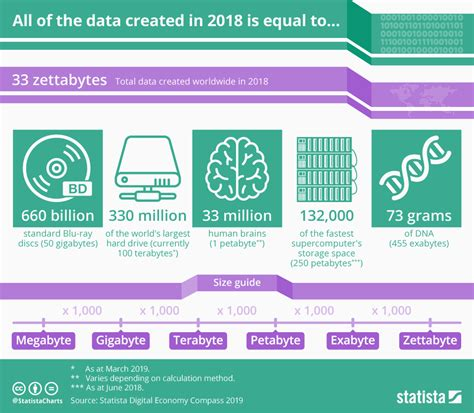 All of the data created in 2018 is equal to...
33 zettabytes Total data created worldwide in 2018
BD
660 billion
standard Blu-ray
discs (50 gigabytes)
330 million
of the world's largest
hard drive (currently
100 terabytes*)
33 million
human brains
(1 petabyte**)
132,000
of the fastest
supercomputer's
storage space
(250 petabytes***)
73 grams
of DNA
(455 exabytes)
Size guide
x 1,000 x 1,000 x 1,000 x 1,000 x 1,000
Megabyte Gigabyte Terabyte Petabyte Exabyte Zettabyte
* As at March 2019.
** Varies depending on calculation method.
*** As at June 2018.
@StatistaCharts Source: Statista Digital Economy Compass 2019
statista